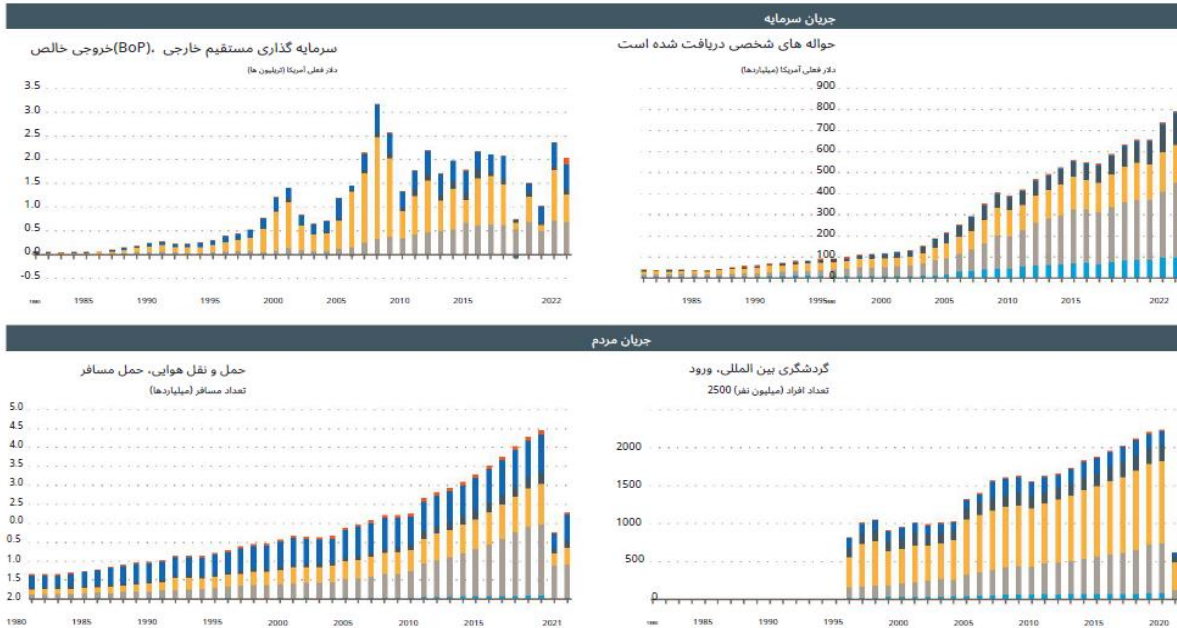 جریان سرمایه
سرمایه گذاری مستقیم خارجی ،(BoP)خروجی خالص
دلار فعلی آمریکا (تریلیون ها)
3.5
3.0
2.5
2.0
1.5
1.0
0.5
0.0
-0.5
1980 1985 1990 1995 2000 2005 2010 2015 2022
حواله های شخصی دریافت شده است
دلار فعلی آمریکا (میلیاردها)
900
800
700
600
500
400
300
200
100
0
1985 1990 1995 1980 2000 2005 2010 2015 2022
جریان مردم
حمل و نقل هوایی، حمل مسافر
تعداد مسافر (میلیاردها)
5.0
4.5
3.5
3.0
2.5
0.0
0.5
1.0
1.5
2.0
1980 1985 1990 1995 2000 2005 2010 2015 2021
گردشگری بین المللی، ورود
تعداد افراد (میلیون نفر) 2500
2000
1500
1000
500
0
1980 1985 1990 1995 2000 2005 2010 2015 2020